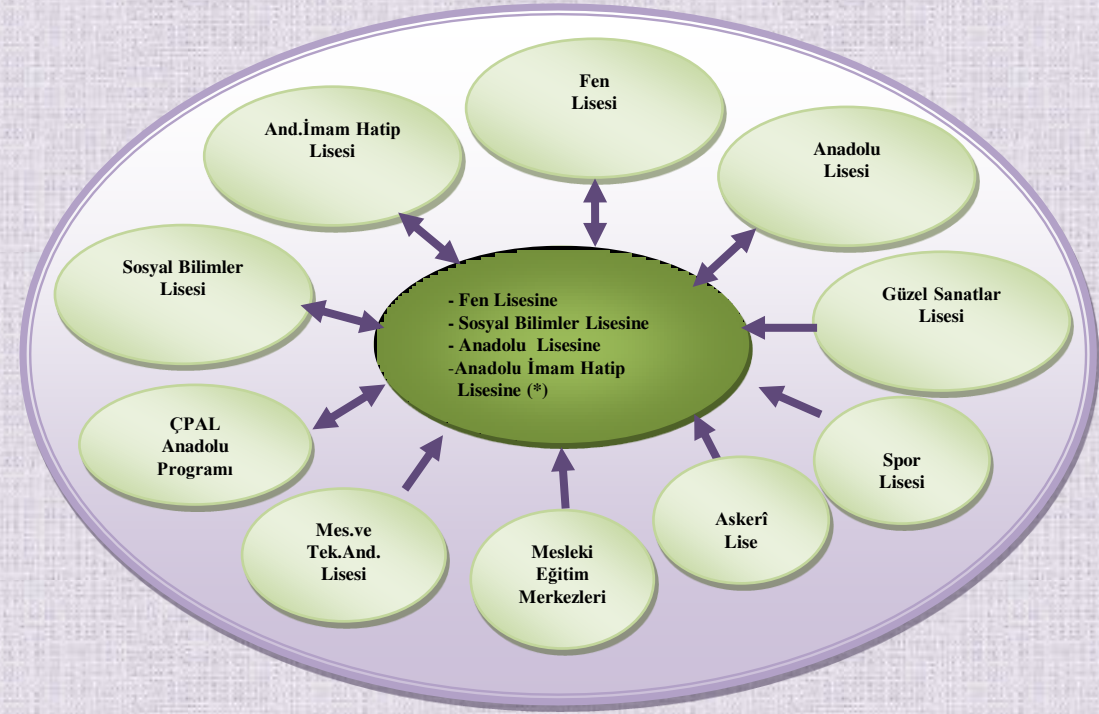 Fen
Lisesi
And.İmam Hatip
Lisesi
Anadolu
Lisesi
Sosyal Bilimler
Lisesi
Güzel Sanatlar
Lisesi
- Fen Lisesine
- Sosyal Bilimler Lisesine
- Anadolu Lisesine
-Anadolu İmam Hatip
Lisesine (*)
ÇPAL
Anadolu
Programı
Spor
Lisesi
Mes.ve
Tek.And.
Lisesi
Mesleki
Eğitim
Merkezleri
Askerî
Lise